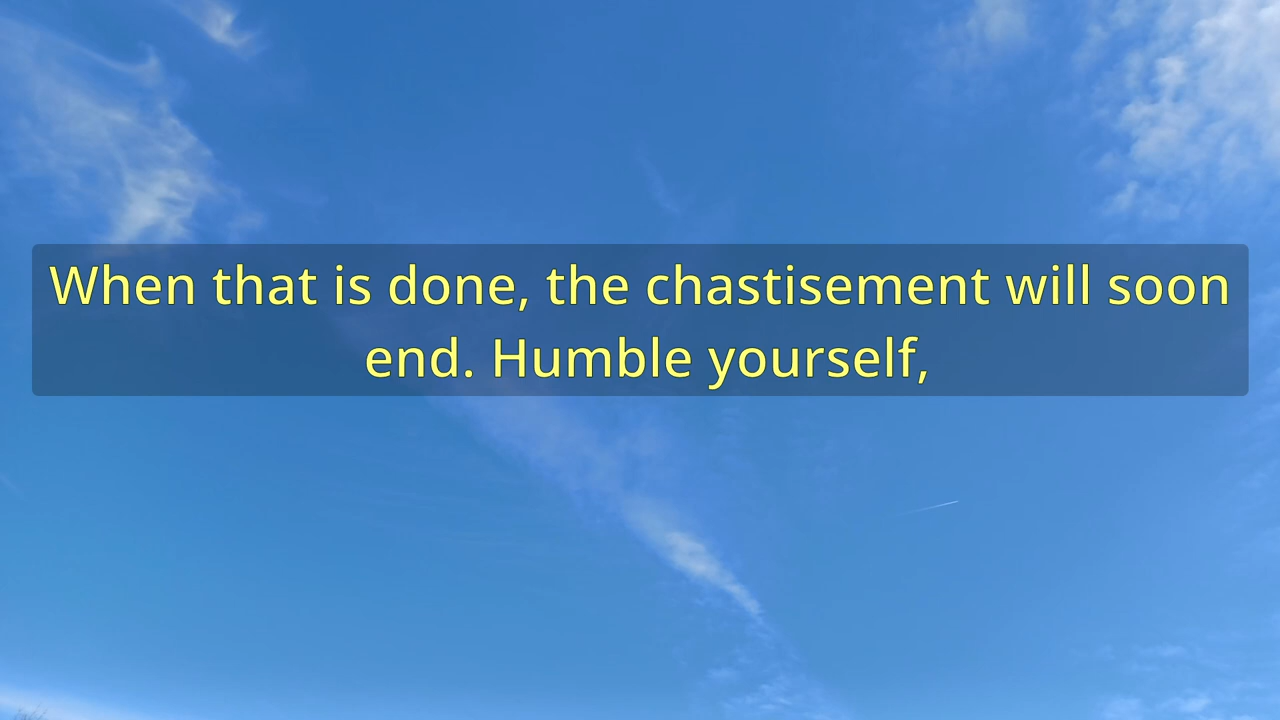 When that is done, the chastisement will soon
end. Humble yourself,